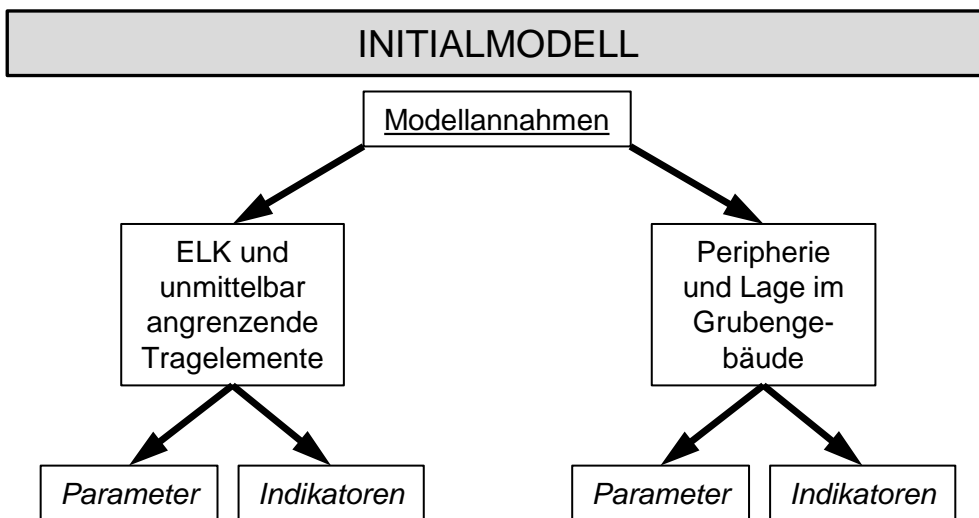 INITIALMODELL
Modellannahmen
ELK und
unmittelbar
angrenzende
Tragelemente
Peripherie
und Lage im
Grubenge-
bäude
Parameter
Indikatoren
Parameter
Indikatoren